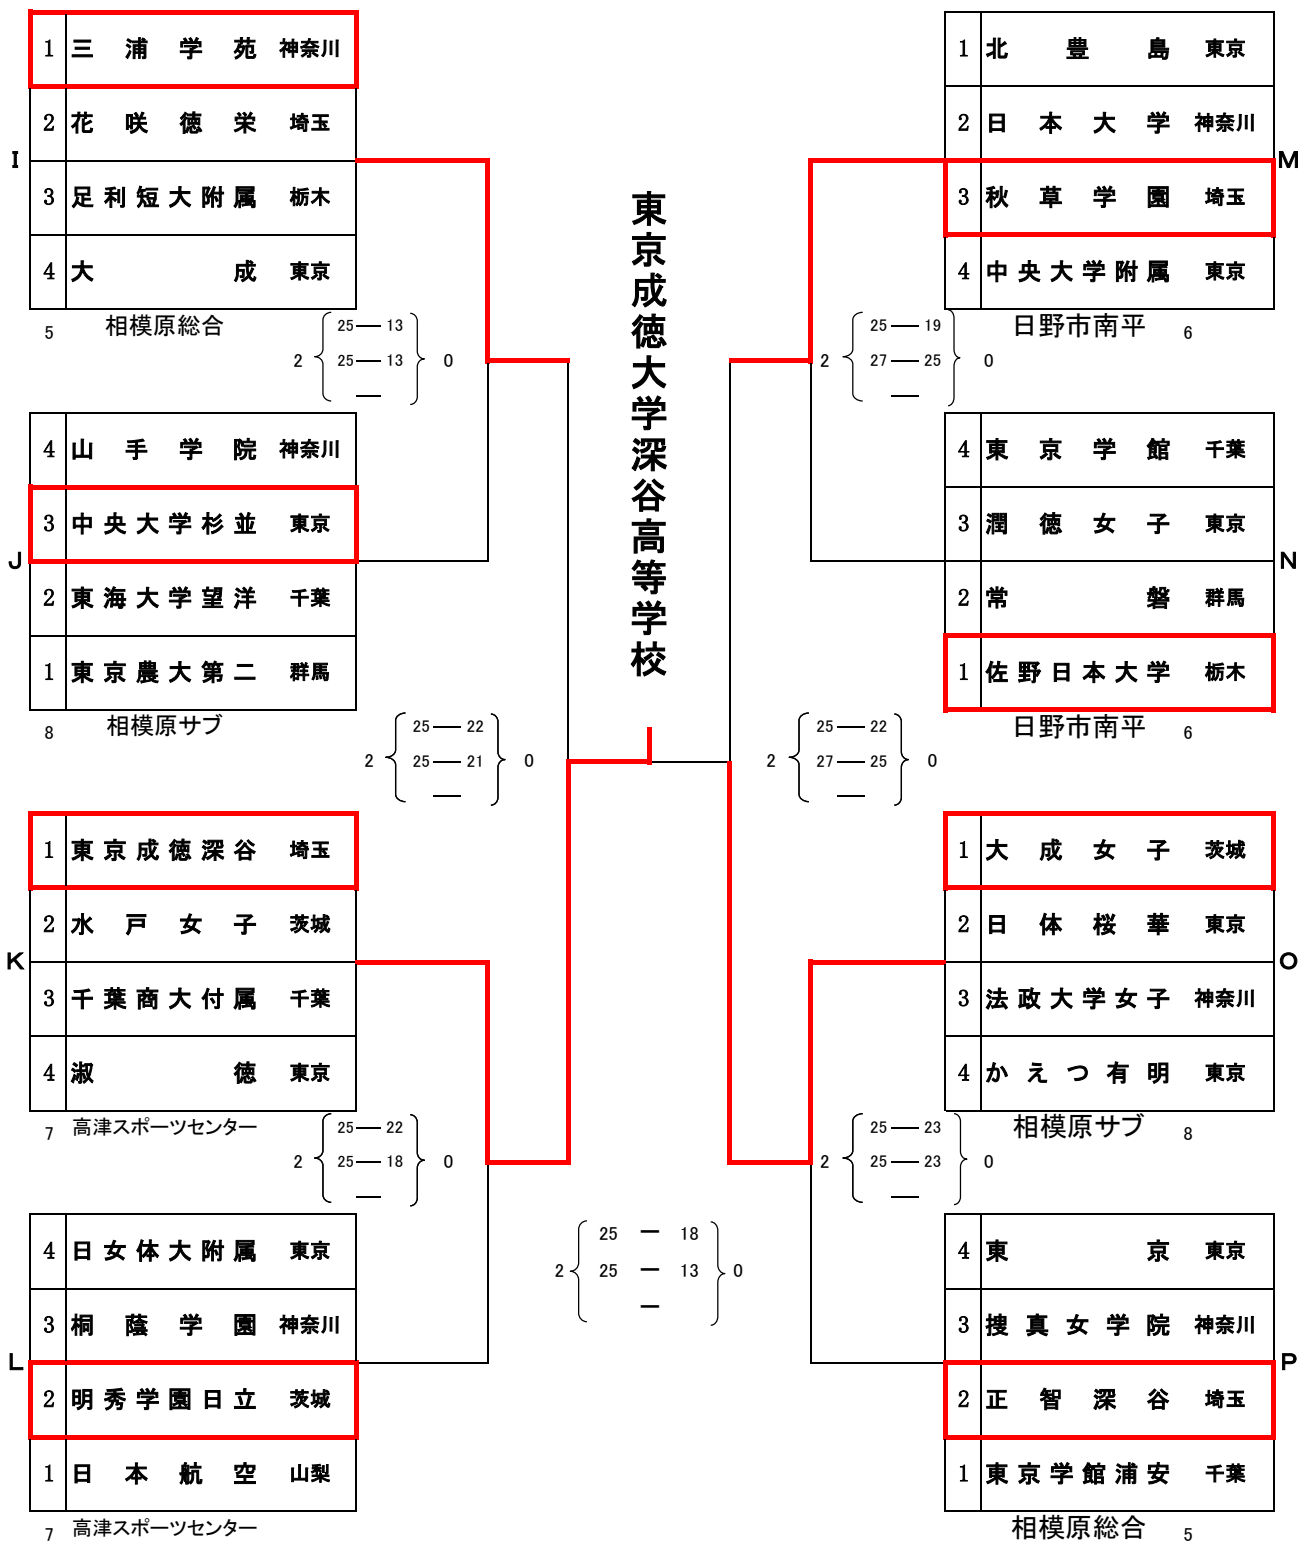 I
1 三浦学苑 神奈川
2 花咲徳栄 埼玉
3 足利短大附属 栃木
4 大成 東京
5 相模原総合
2 25 — 13 0
25 — 13
—
J
4 山手学院 神奈川
3 中央大学杉並 東京
2 東海大学望洋 千葉
1 東京農大第二 群馬
8 相模原サブ
2 25 — 22 0
25 — 21
—
K
1 東京成徳深谷 埼玉
2 水戸女子 茨城
3 千葉商大付属 千葉
4 淑徳 東京
7 高津スポーツセンター
2 25 — 22 0
25 — 18
—
L
4 日女体大附属 東京
3 桐蔭学園 神奈川
2 明秀学園日立 茨城
1 日本航空 山梨
7 高津スポーツセンター
東京成徳大学深谷高等学校
2 25 — 18 0
25 — 13
—
M
1 北豊島 東京
2 日本大学 神奈川
3 秋草学園 埼玉
4 中央大学附属 東京
日野市南平 6
2 25 — 19 0
27 — 25
—
N
4 東京学館 千葉
3 潤徳女子 東京
2 常磐 群馬
1 佐野日本大学 栃木
日野市南平 6
2 25 — 22 0
27 — 25
—
O
1 大成女子 茨城
2 日体桜華 東京
3 法政大学女子 神奈川
4 かえつ有明 東京
相模原サブ 8
2 25 — 23 0
25 — 23
—
P
4 東京 東京
3 捜真女学院 神奈川
2 正智深谷 埼玉
1 東京学館浦安 千葉
相模原総合 5